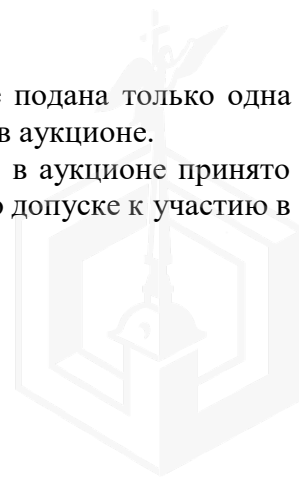 подана только одна
в аукционе.
в аукционе принято
допуске к участию в